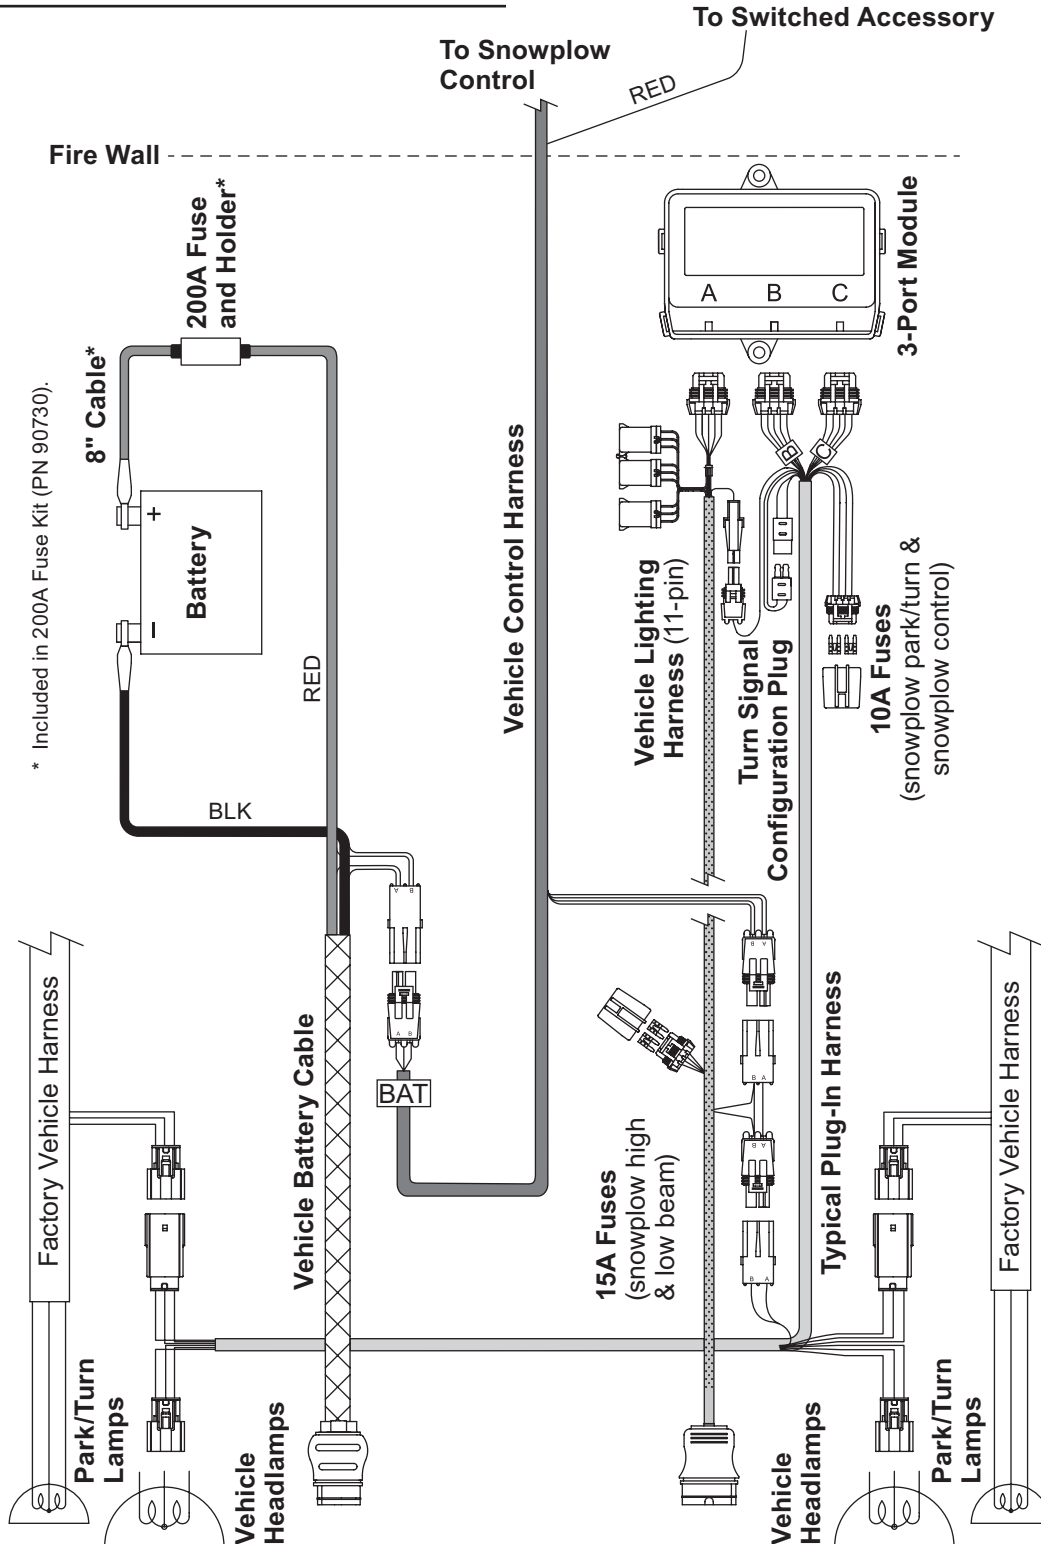 To Switched Accessory
To Snowplow
Control
RED
Fire Wall
200A Fuse
and Holder*
8" Cable*
* Included in 200A Fuse Kit (PN 90730).
+
–
Battery
RED
BLK
Vehicle Control Harness
A B C
3-Port Module
B
C
Vehicle Lighting
Harness (11-pin)
Turn Signal
Configuration Plug
10A Fuses
(snowplow park/turn &
snowplow control)
A B
A B
BAT
B A
B A
B A
B A
Factory Vehicle Harness
Vehicle Battery Cable
15A Fuses
(snowplow high
& low beam)
Typical Plug-In Harness
Factory Vehicle Harness
Park/Turn
Lamps
Vehicle
Headlamps
Vehicle
Headlamps
Park/Turn
Lamps